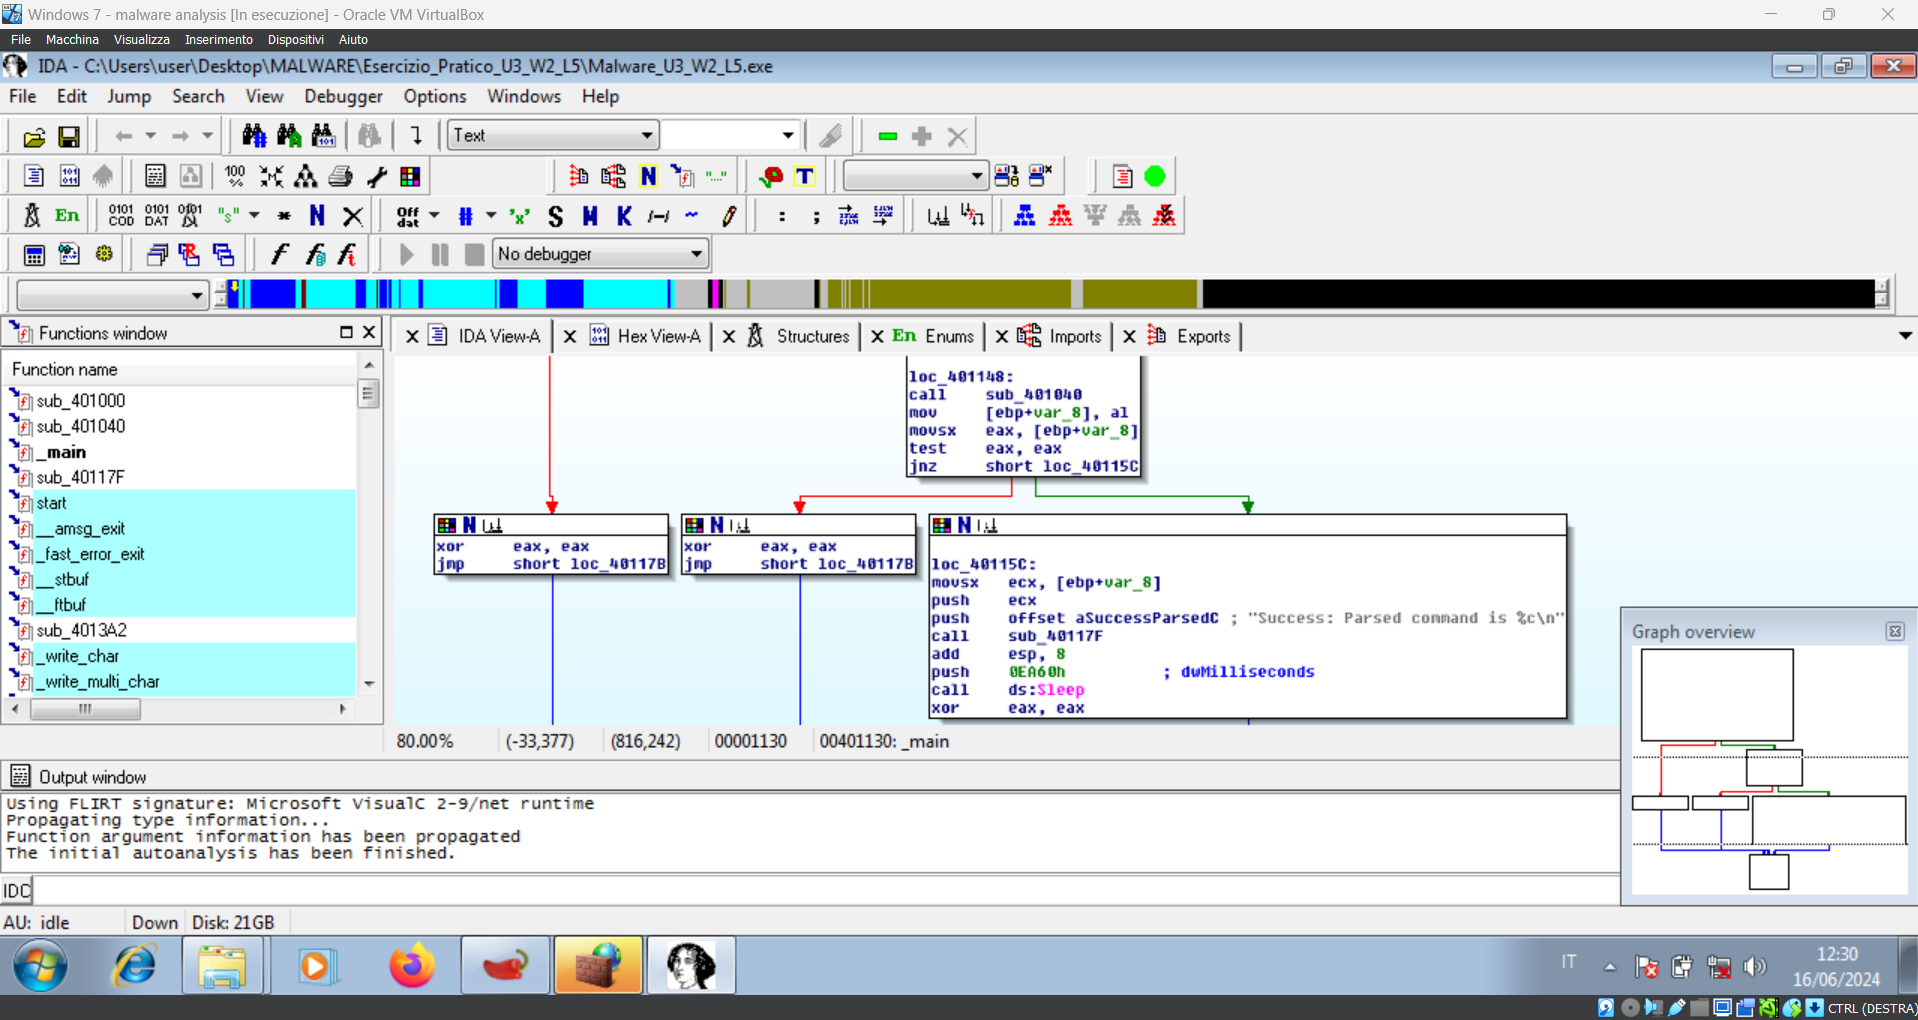 Windows 7 - malware analysis [In esecuzione] - Oracle VM VirtualBox
File Macchina Visualizza Inserimento Dispositivi Aiuto
IDA - C:\Users\user\Desktop\MALWARE\Esercizio_Pratico_U3_W2_L5\Malware_U3_W2_L5.exe
File Edit Jump Search View Debugger Options Windows Help
Text
En
Off dat
No debugger
Functions window
IDA View-A
Hex View-A
Structures
En Enums
Imports
Exports
Function name
sub_401000
sub_401040
_main
sub_40117F
start
__amsg_exit
_fast_error_exit
__stbuf
__ftbuf
sub_4013A2
_write_char
_write_multi_char
loc_401148:
call sub_401040
mov [ebp+var_8], al
movsx eax, [ebp+var_8]
test eax, eax
jnz short loc_40115C
xor eax, eax
jmp short loc_40117B
xor eax, eax
jmp short loc_40117B
loc_40115C:
movsx ecx, [ebp+var_8]
push ecx
push offset aSuccessParsedC ; "Success: Parsed command is %c\n"
call sub_40117F
add esp, 8
push 0EA60h ; dwMilliseconds
call ds:Sleep
xor eax, eax
Graph overview
80.00% (-33,377) (816,242) 00001130 00401130: _main
Output window
Using FLIRT signature: Microsoft VisualC 2-9/net runtime
Propagating type information...
Function argument information has been propagated
The initial autoanalysis has been finished.
IDC
AU: idle Down Disk: 21GB
IT
12:30
16/06/2024
CTRL (DESTRA)